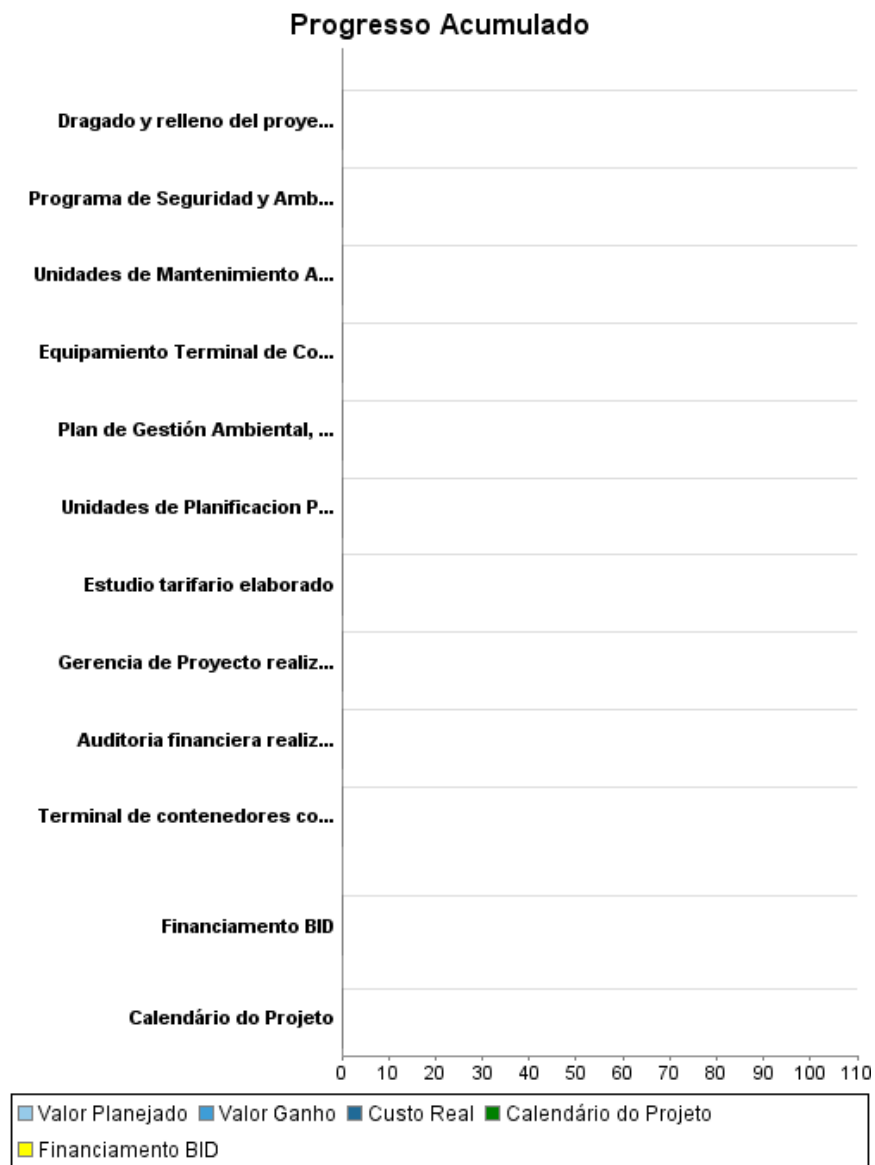 Progresso Acumulado
Dragado y relleno del proye...
Programa de Seguridad y Amb...
Unidades de Mantenimiento A...
Equipamiento Terminal de Co...
Plan de Gestión Ambiental, ...
Unidades de Planificacion P...
Estudio tarifario elaborado
Gerencia de Proyecto realiz...
Auditoria financiera realiz...
Terminal de contenedores co...
Financiamento BID
Calendário do Projeto
0 10 20 30 40 50 60 70 80 90 100 110
Valor Planejado Valor Ganho Custo Real Calendário do Projeto
Financiamento BID